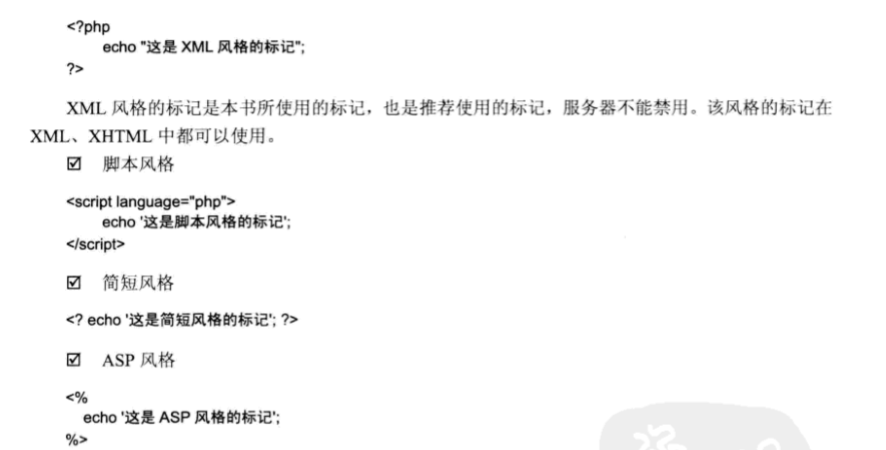 <?php
echo "这是 XML 风格的标记";
?>
XML 风格的标记是本书所使用的标记，也是推荐使用的标记，服务器不能禁用。该风格的标记在
XML、XHTML 中都可以使用。
☑ 脚本风格
<script language="php">
echo '这是脚本风格的标记';
</script>
☑ 简短风格
<? echo '这是简短风格的标记'; ?>
☑ ASP 风格
<%
echo '这是 ASP 风格的标记';
%>